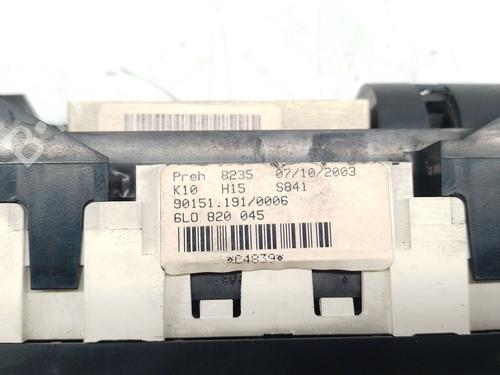 Preh 8235 07/10/2003
K10 H15 S841
90151.191/0006
6L0 820 045
*C4839*